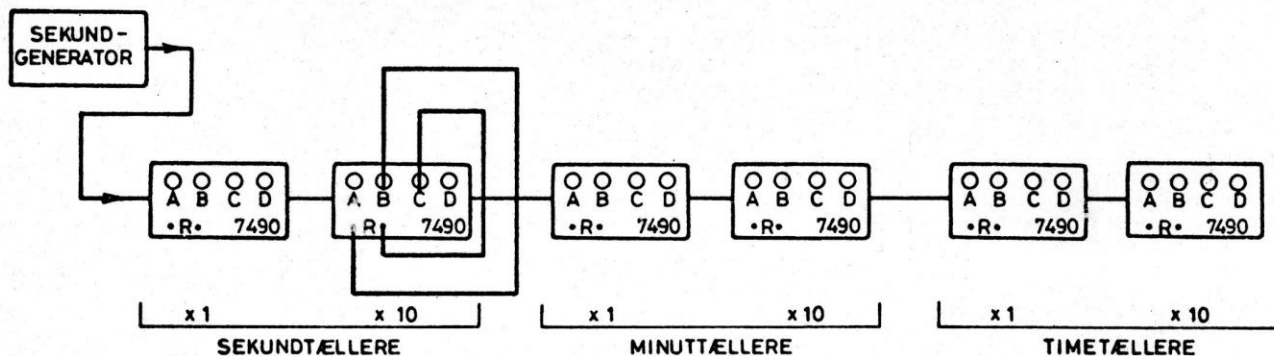 SEKUND-
GENERATOR
A B C D
•R• 7490
A B C D
•R• 7490
A B C D
•R• 7490
A B C D
•R• 7490
A B C D
•R• 7490
A B C D
•R• 7490
x 1
x 10
x 1
x 10
x 1
x 10
SEKUNDTÆLLERE
MINUTTÆLLERE
TIMETÆLLERE